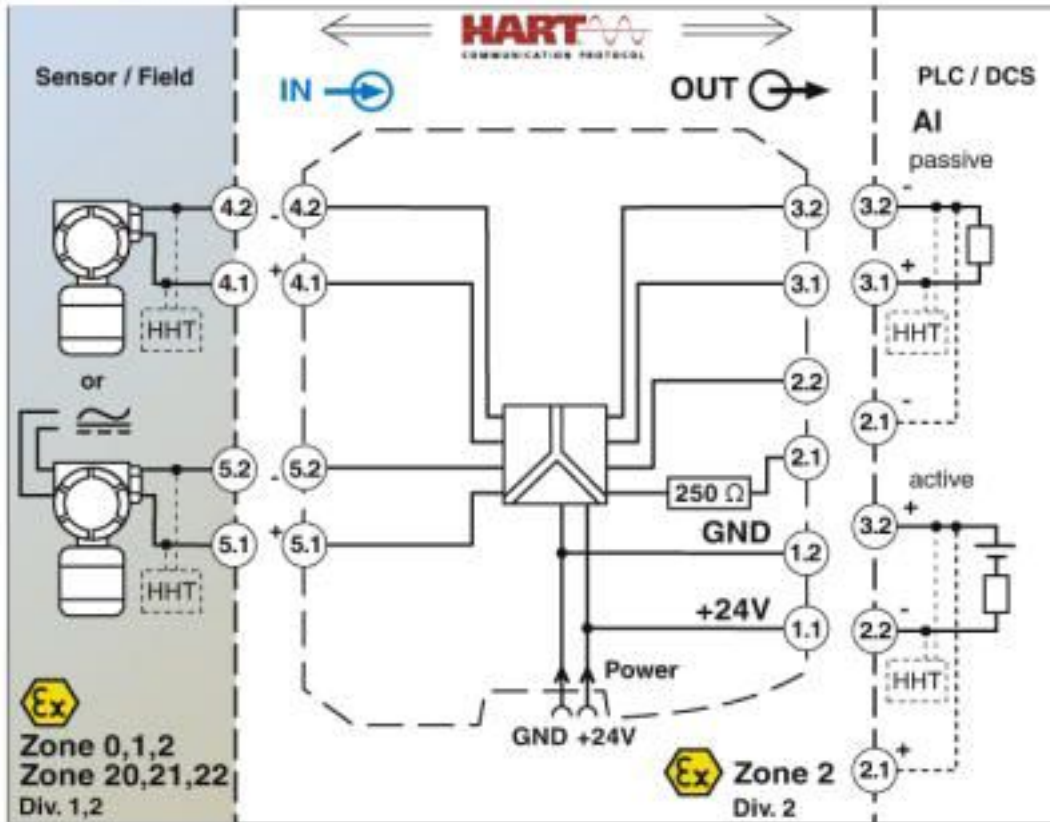 HART
COMMUNICATION PROTOCOL
Sensor / Field
IN
OUT
PLC / DCS
AI
passive
4.2
-
4.2
3.2
3.2
-
4.1
+
4.1
3.1
3.1
+
HHT
HHT
or
2.2
2.1
-
5.2
-
5.2
2.1
250 Ω
active
5.1
+
5.1
GND
1.2
3.2
+
HHT
+24V
1.1
2.2
-
HHT
Power
GND +24V
Ex
Zone 0,1,2
Zone 20,21,22
Div. 1,2
Ex
Zone 2
Div. 2
2.1
+